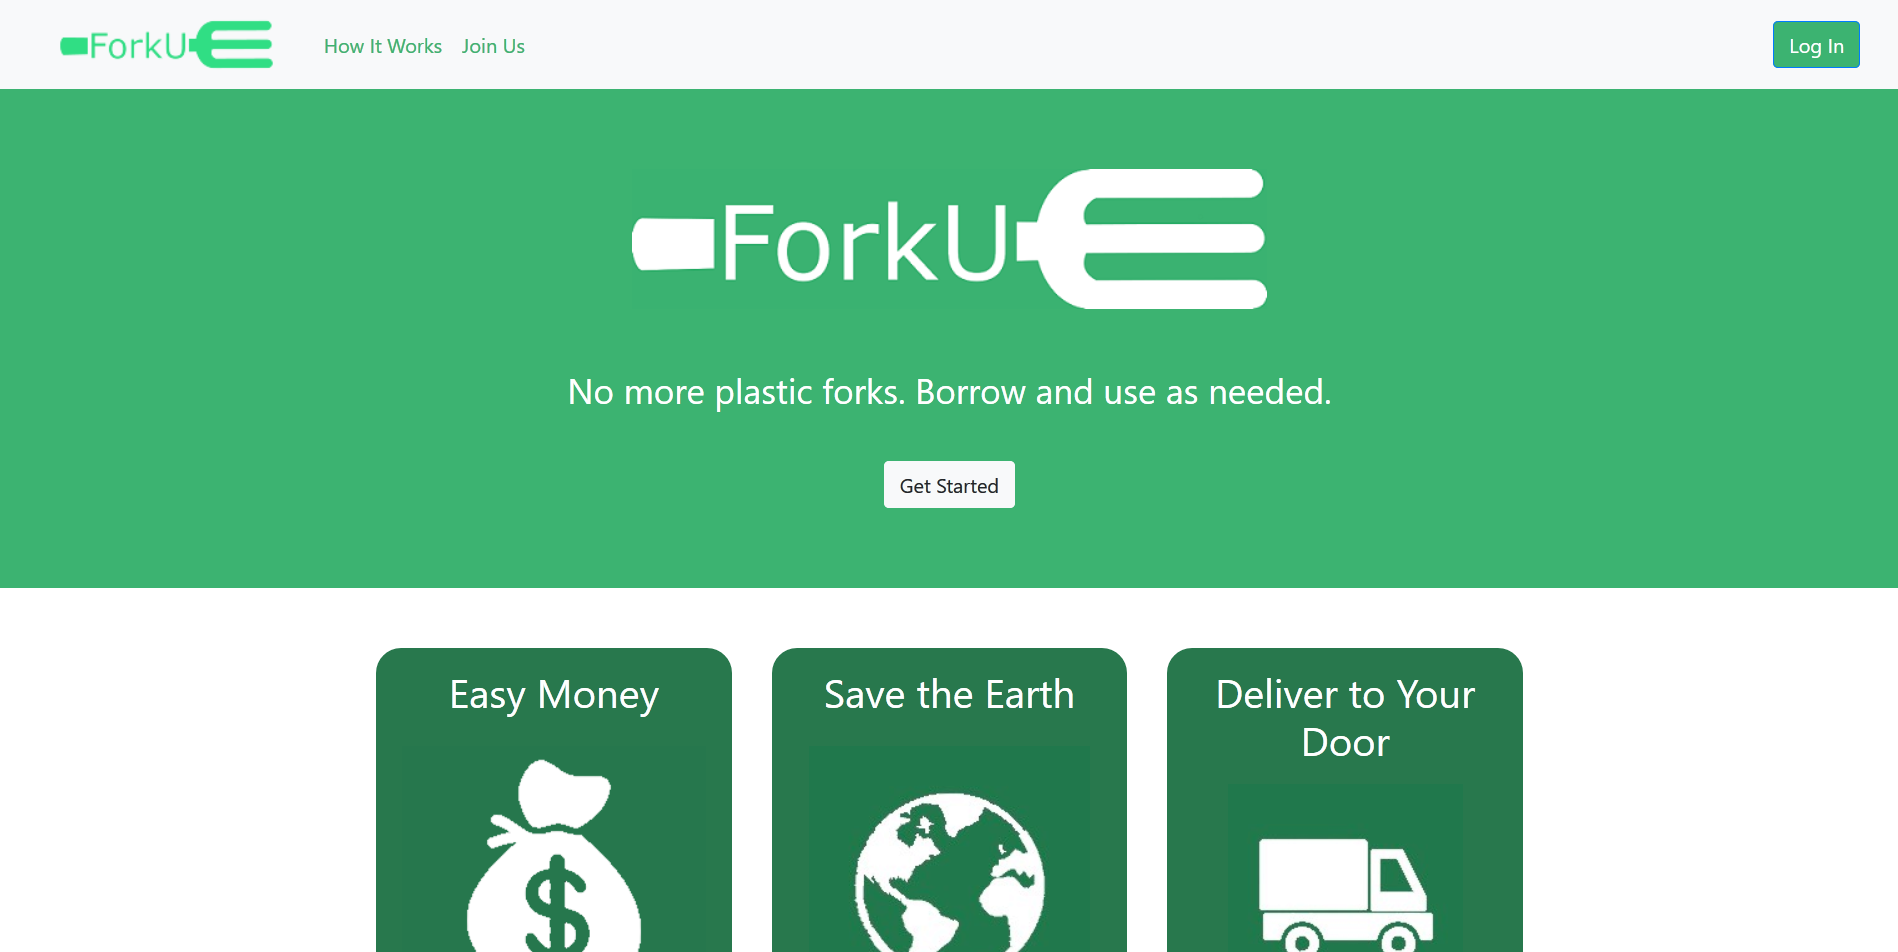 ForkU
How It Works
Join Us
Log In
ForkU
No more plastic forks. Borrow and use as needed.
Get Started
Easy Money
$
Save the Earth
Deliver to Your
Door